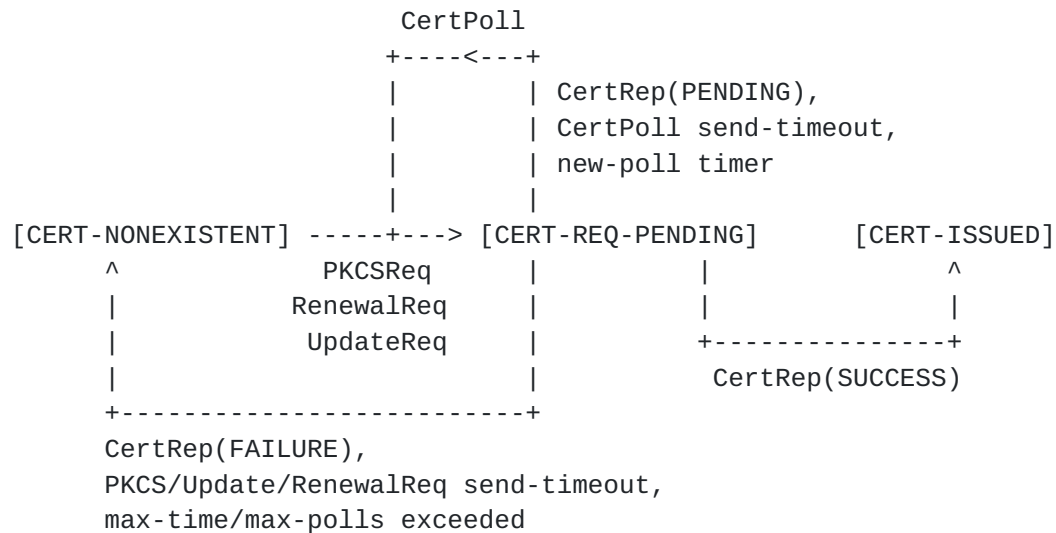 CertPoll
+----<---+
|        | CertRep(PENDING),
|        | CertPoll send-timeout,
|        | new-poll timer
|        |
[CERT-NONEXISTENT] -----+---> [CERT-REQ-PENDING]      [CERT-ISSUED]
^            PKCSReq      |          |               ^
|          RenewalReq     |          |               |
|           UpdateReq     |          +---------------+
|                         |           CertRep(SUCCESS)
+--------------------------+
CertRep(FAILURE),
PKCS/Update/RenewalReq send-timeout,
max-time/max-polls exceeded